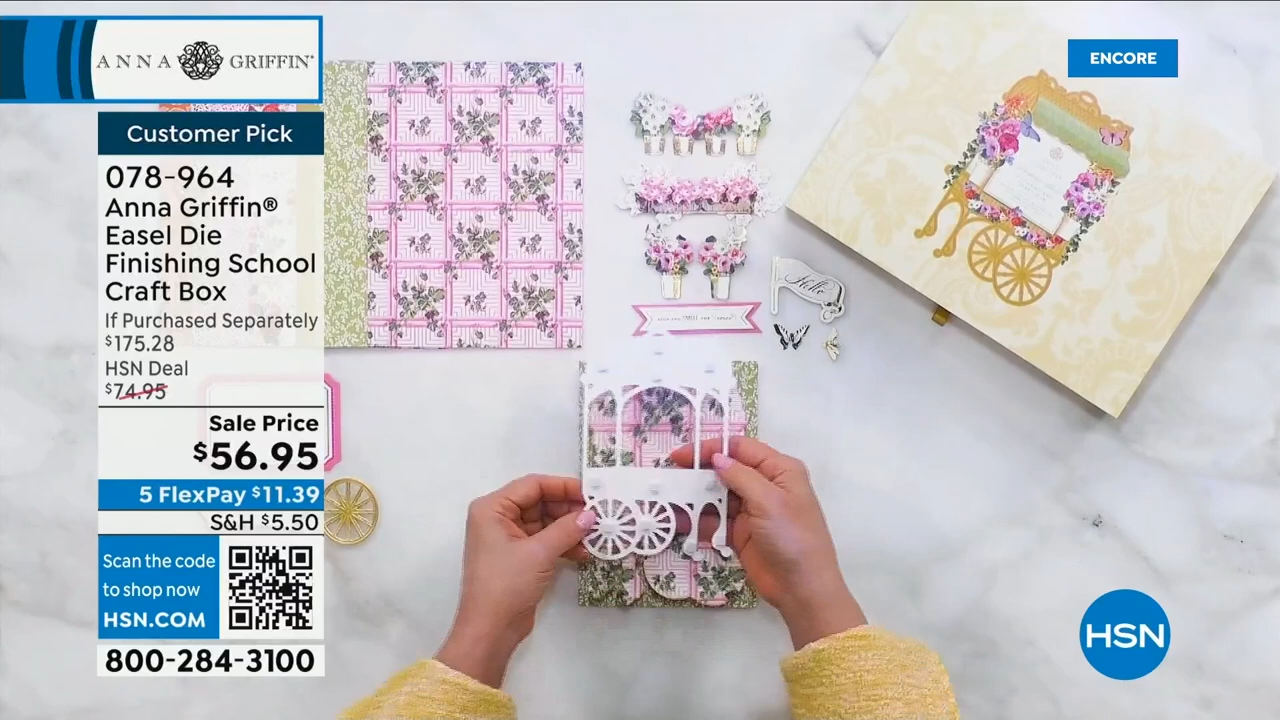 ANNA GRIFFIN
ENCORE
Customer Pick
078-964
Anna Griffin®
Easel Die
Finishing School
Craft Box
If Purchased Separately
$175.28
HSN Deal
$74.95
Sale Price
$56.95
5 FlexPay $11.39
S&H $5.50
Scan the code
to shop now
HSN.COM
800-284-3100
Hello
HSN